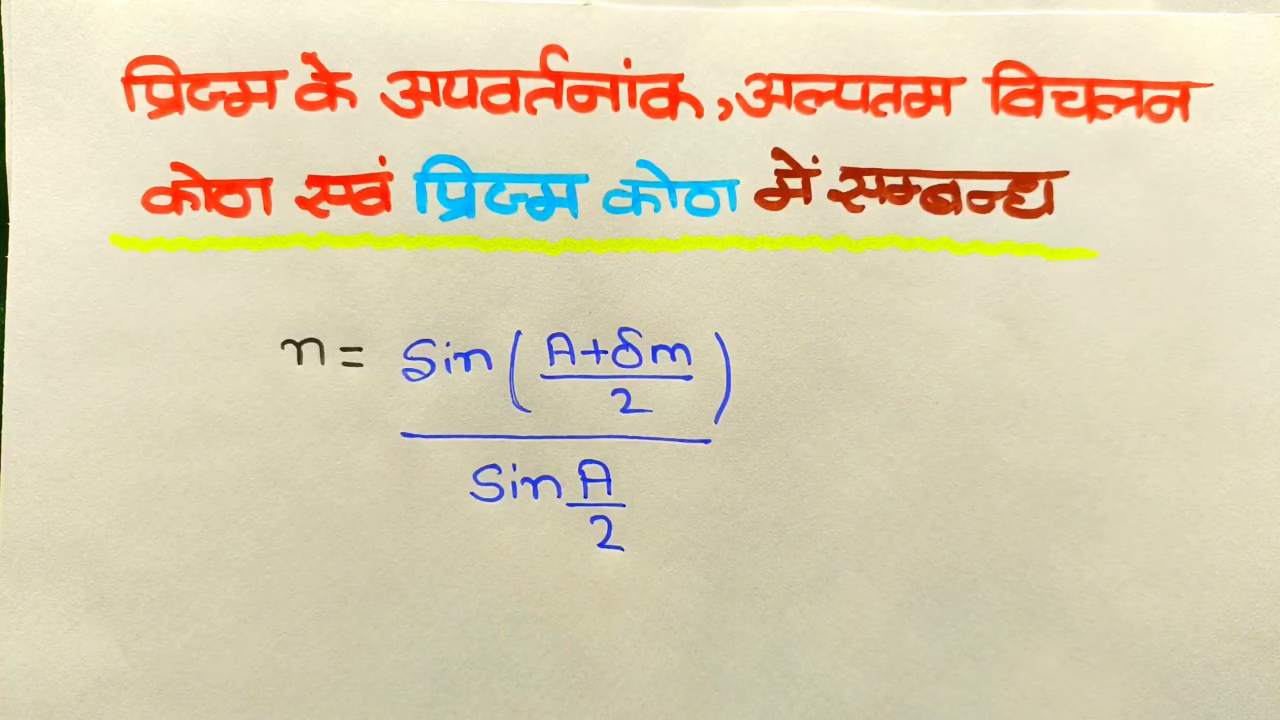 प्रिज्म के अपवर्तनांक,अल्पतम विचलन
कोण एवं प्रिज्म कोण में सम्बन्ध
n = Sin(A+δm/2)
Sin A/2